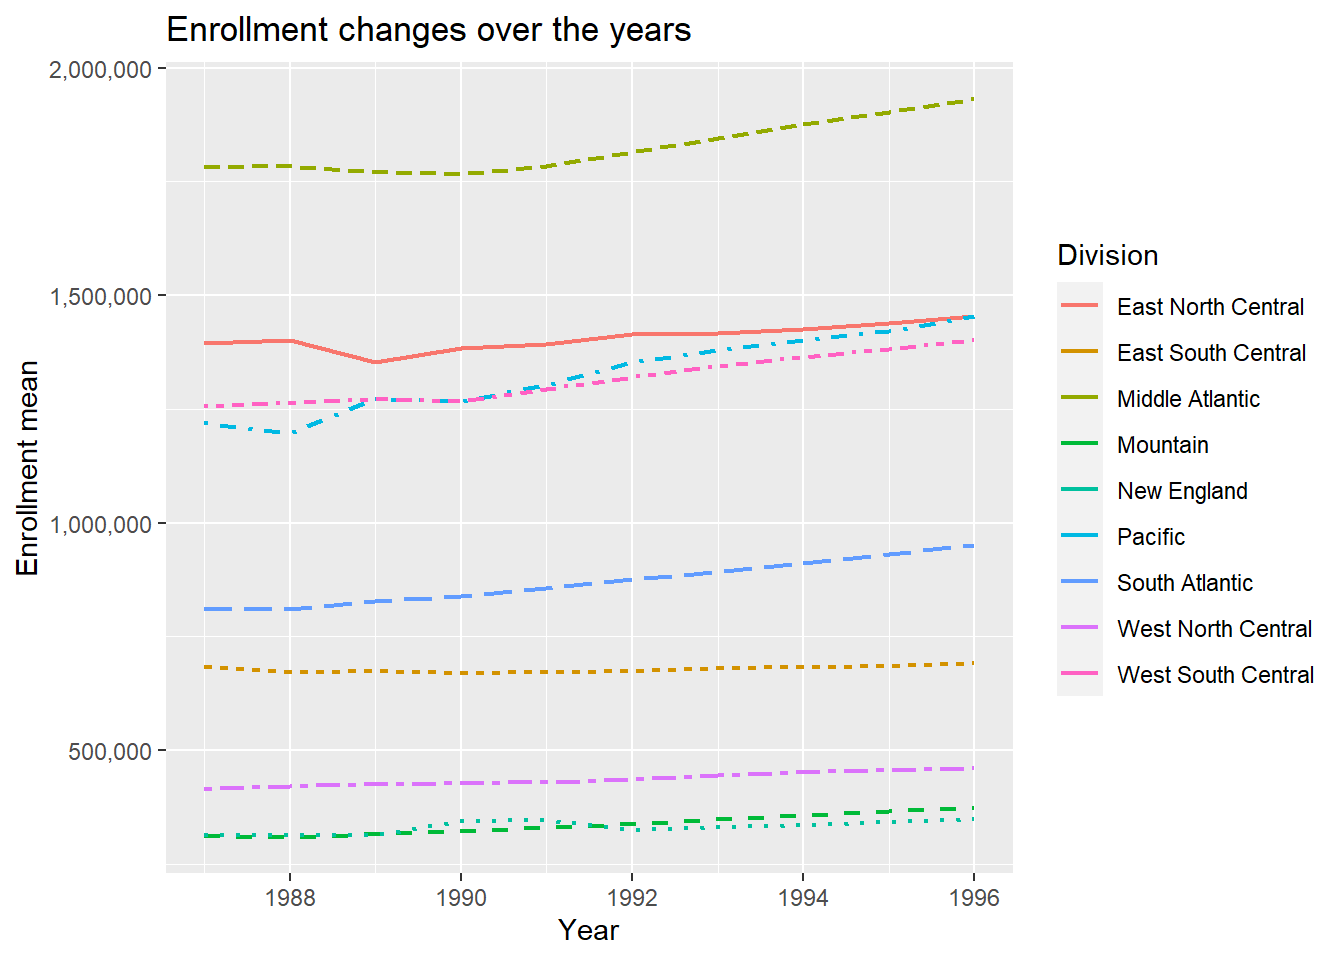 Enrollment changes over the years
2,000,000
1,500,000
1,000,000
500,000
Enrollment mean
1988
1990
1992
1994
1996
Year
Division
East North Central
East South Central
Middle Atlantic
Mountain
New England
Pacific
South Atlantic
West North Central
West South Central